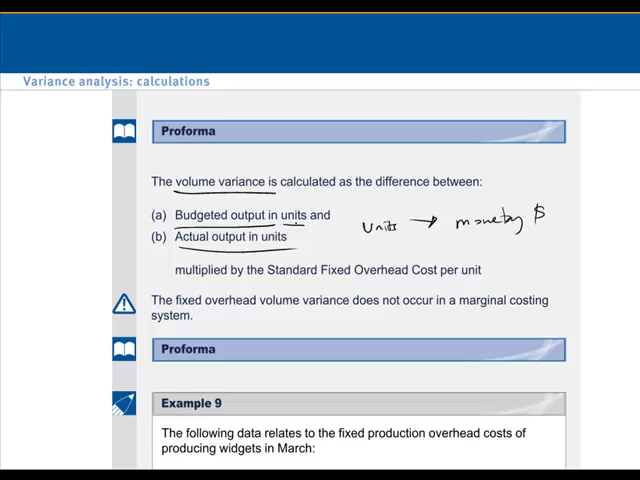 Variance analysis: calculations
Proforma
The volume variance is calculated as the difference between:
(a) Budgeted output in units and
units → monetary $
(b) Actual output in units
multiplied by the Standard Fixed Overhead Cost per unit
The fixed overhead volume variance does not occur in a marginal costing
system.
Proforma
Example 9
The following data relates to the fixed production overhead costs of
producing widgets in March: